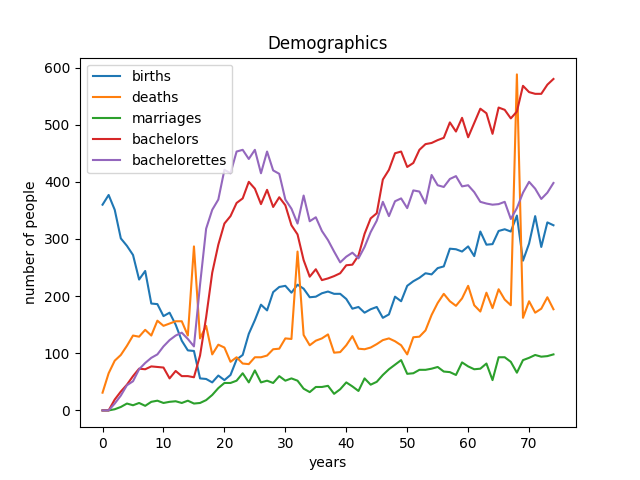 Demographics
births
deaths
marriages
bachelors
bachelorettes
number of people
600
500
400
300
200
100
0
0 10 20 30 40 50 60 70
years